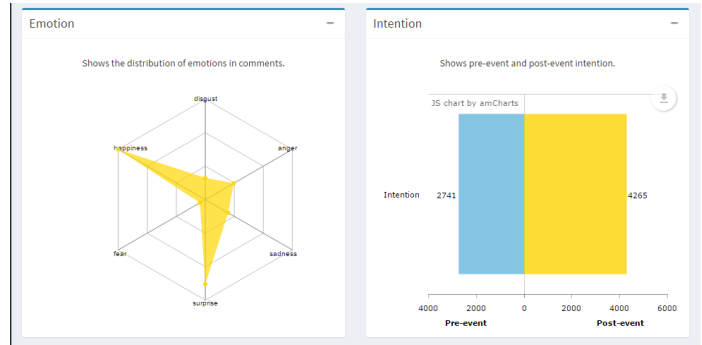 Emotion
Shows the distribution of emotions in comments.
disgust
happiness
anger
fear
sadness
surprise
Intention
Shows pre-event and post-event intention.
JS chart by amCharts
Intention
2741
4265
4000 2000 0 2000 4000 6000
Pre-event Post-event